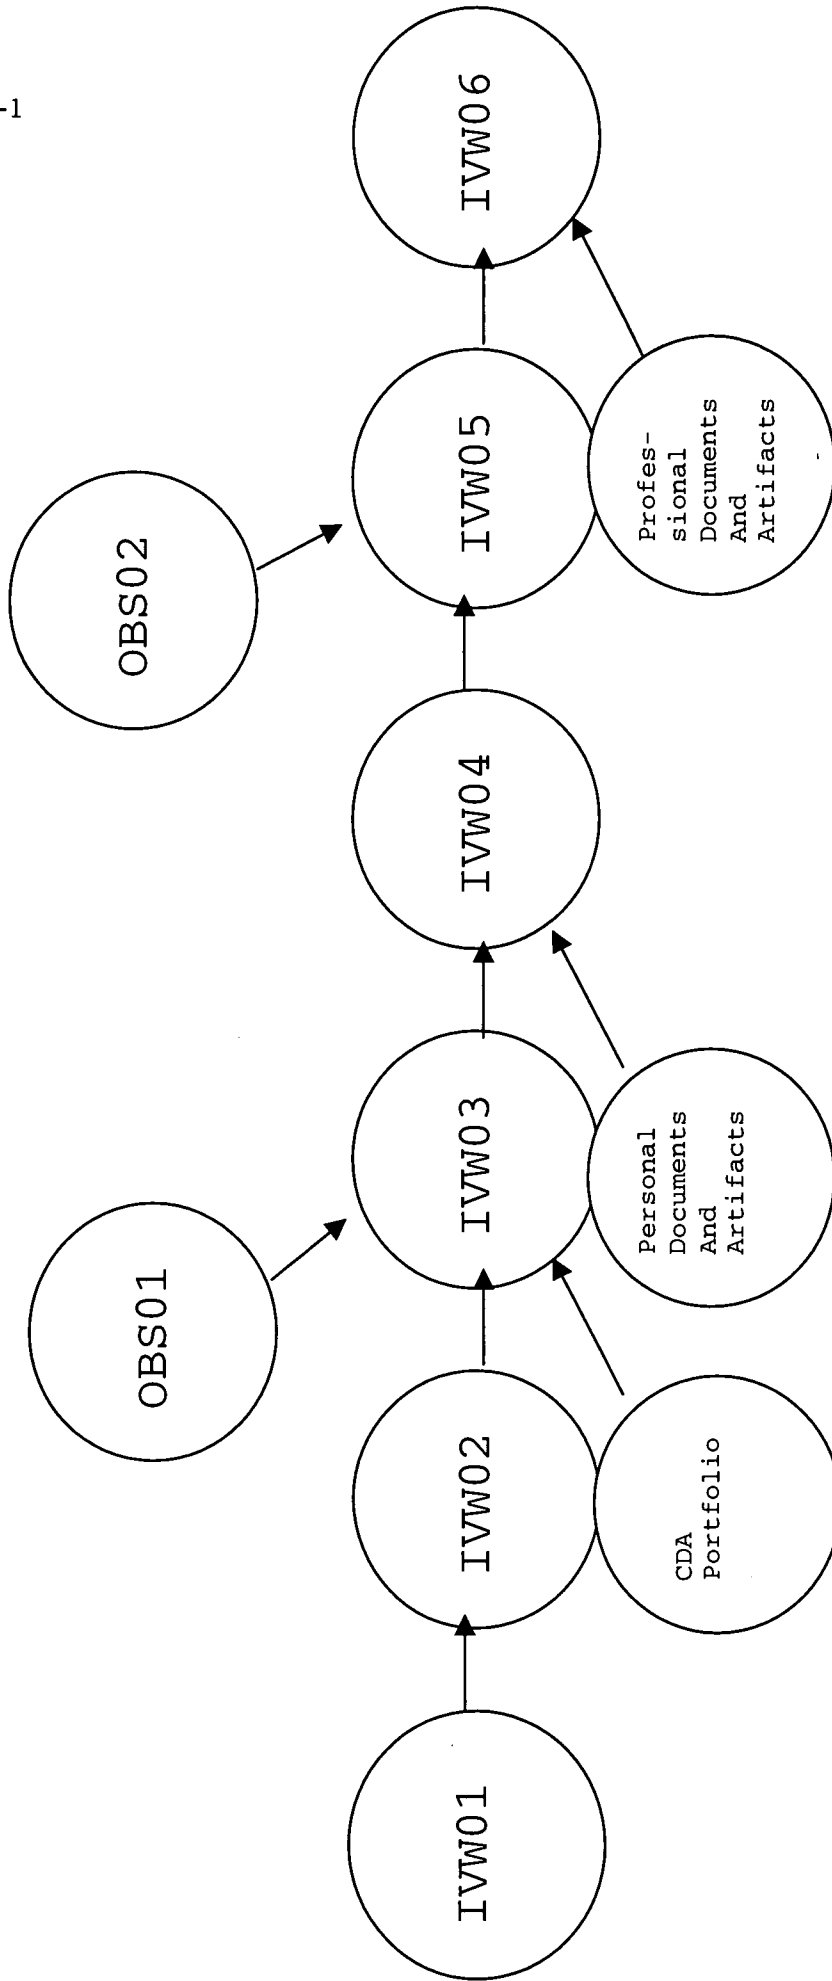 -1
OBS01
OBS02
IVW01
IVW02
IVW03
IVW04
IVW05
IVW06
CDA
Portfolio
Personal
Documents
And
Artifacts
Profes-
sional
Documents
And
Artifacts